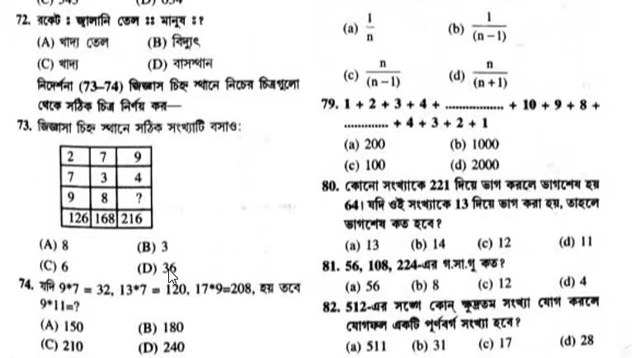 72. রকেট : জ্বালানি তেল :: মানুষ :?
(A) খাদ্য তেল (B) বিদ্যুৎ
(C) খাদ্য (D) বাসস্থান
নির্দেশনা (73–74) জিজ্ঞাসা চিহ্ন স্থানে নিচের চিত্রগুলো
থেকে সঠিক চিত্র নির্ণয় কর—
73. জিজ্ঞাসা চিহ্ন স্থানে সঠিক সংখ্যাটি বসাও:
2 7 9
7 3 4
9 8 ?
126 168 216
(A) 8 (B) 3
(C) 6 (D) 36
74. যদি 9*7 = 32, 13*7 = 120, 17*9=208, হয় তবে
9*11=?
(A) 150 (B) 180
(C) 210 (D) 240
(a) 1/n (b) 1/(n−1)
(c) n/(n−1) (d) n/(n+1)
79. 1 + 2 + 3 + 4 + ................ + 10 + 9 + 8 +
............. + 4 + 3 + 2 + 1
(a) 200 (b) 1000
(c) 100 (d) 2000
80. কোনো সংখ্যাকে 221 দিয়ে ভাগ করলে ভাগশেষ হয়
64। যদি ওই সংখ্যাকে 13 দিয়ে ভাগ করা হয়, তাহলে
ভাগশেষ কত হবে?
(a) 13 (b) 14 (c) 12 (d) 11
81. 56, 108, 224-এর গ.সা.গু কত?
(a) 56 (b) 8 (c) 12 (d) 4
82. 512-এর সঙ্গে কোন্ ক্ষুদ্রতম সংখ্যা যোগ করলে
যোগফল একটি পূর্ণবর্গ সংখ্যা হবে?
(a) 511 (b) 31 (c) 17 (d) 28